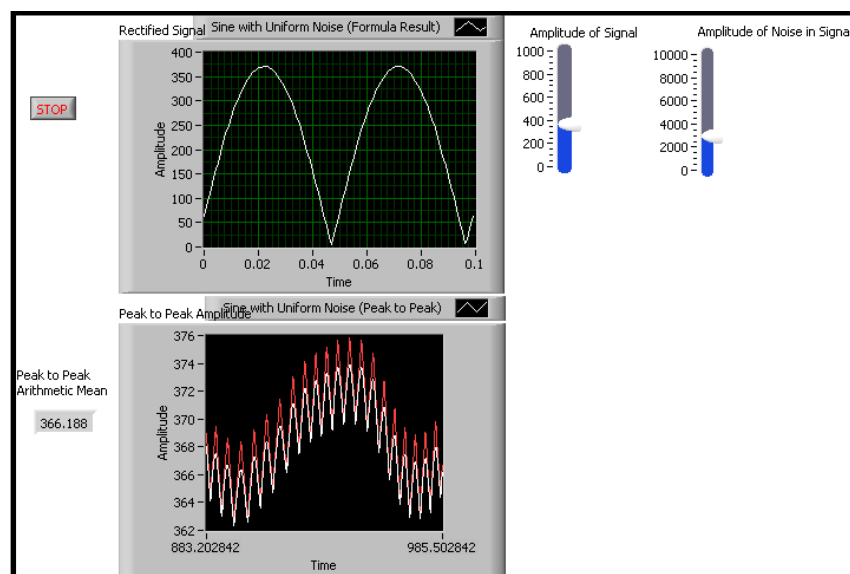 Rectified Signal
Sine with Uniform Noise (Formula Result)
400
350
300
250
200
150
100
50
0
Amplitude
0 0.02 0.04 0.06 0.08 0.1
Time
STOP
Amplitude of Signal
1000
800
600
400
200
0
Amplitude of Noise in Signa
10000
8000
6000
4000
2000
0
Peak to Peak Amplitude
Sine with Uniform Noise (Peak to Peak)
376
374
372
370
368
366
364
362
Amplitude
883.202842 985.502842
Time
Peak to Peak
Arithmetic Mean
366.188